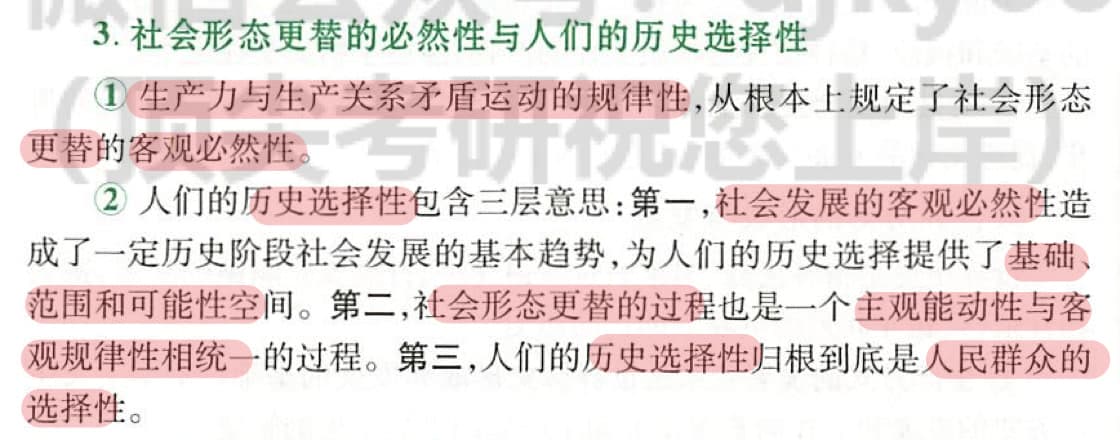 3. 社会形态更替的必然性与人们的历史选择性
① 生产力与生产关系矛盾运动的规律性,从根本上规定了社会形态
更替的客观必然性。
② 人们的历史选择性包含三层意思:第一,社会发展的客观必然性造
成了一定历史阶段社会发展的基本趋势,为人们的历史选择提供了基础、
范围和可能性空间。第二,社会形态更替的过程也是一个主观能动性与客
观规律性相统一的过程。第三,人们的历史选择性归根到底是人民群众的
选择性。
(顶尖考研祝您上岸)